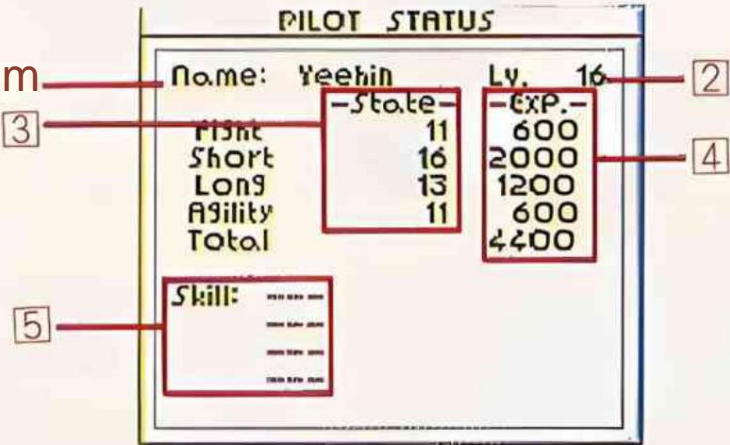 PILOT STATUS
m Name: Yeehin Lv. 16 2
3 -State- -EXP.-
Fight 11 600 4
Short 16 2000
Long 13 1200
Agility 11 600
Total 4400
5 Skill: --- 
---
---
---